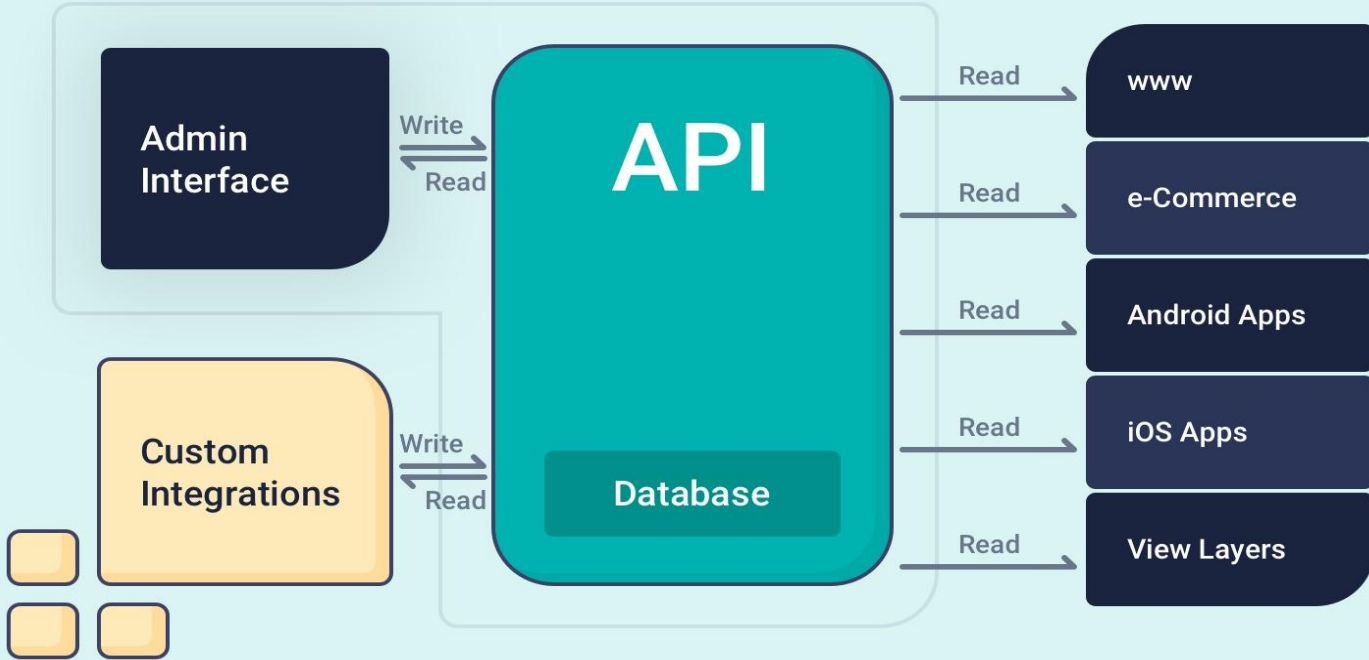 Admin
Interface
Write
Read
API
Database
Custom
Integrations
Write
Read
Read
www
Read
e-Commerce
Read
Android Apps
Read
iOS Apps
Read
View Layers